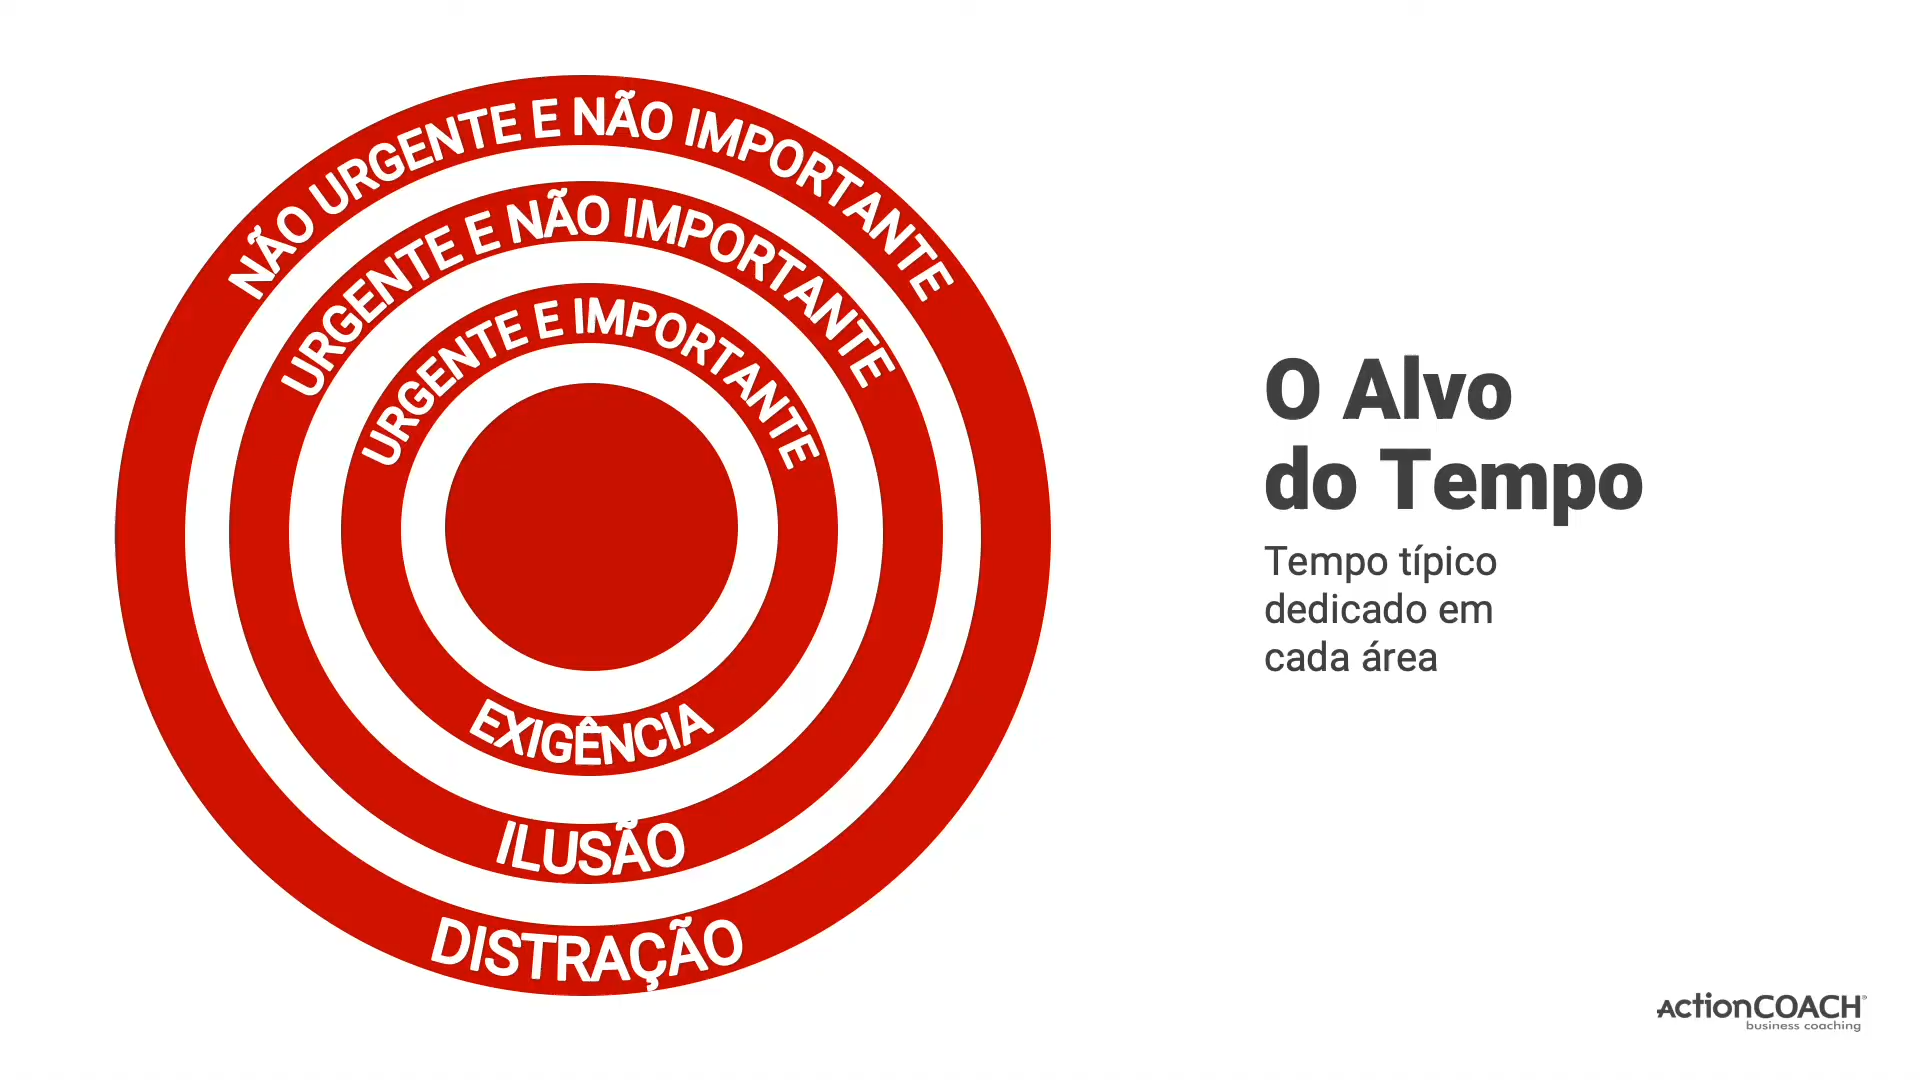 NÃO URGENTE E NÃO IMPORTANTE
URGENTE E NÃO IMPORTANTE
URGENTE E IMPORTANTE
EXIGÊNCIA
ILUSÃO
DISTRAÇÃO
O Alvo
do Tempo
Tempo típico
dedicado em
cada área
ActionCOACH®
business coaching